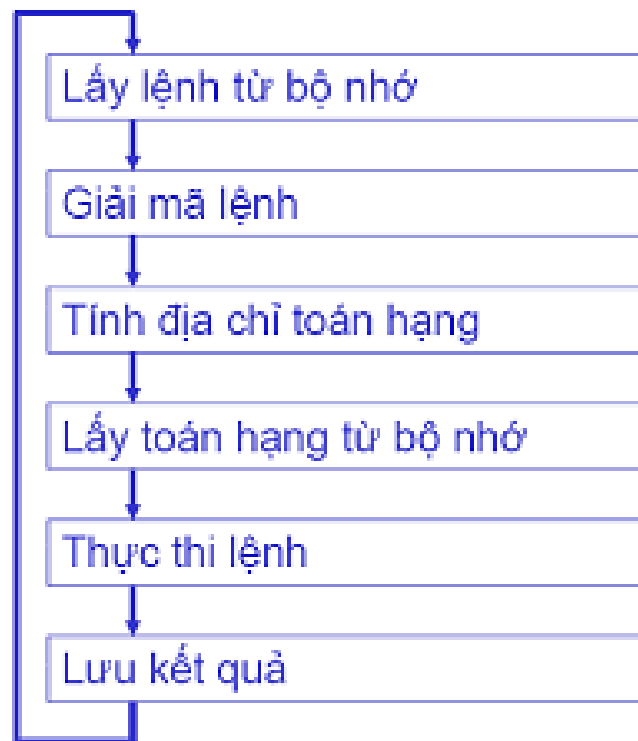 Lấy lệnh từ bộ nhớ
Giải mã lệnh
Tính địa chỉ toán hạng
Lấy toán hạng từ bộ nhớ
Thực thi lệnh
Lưu kết quả